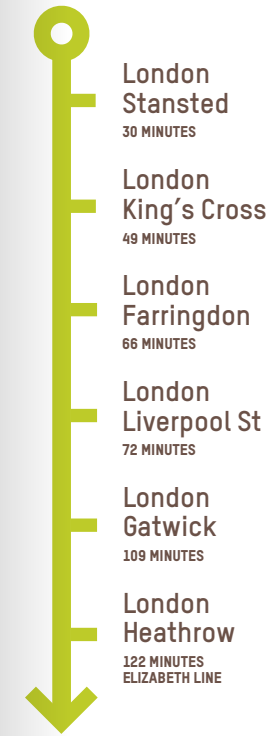 London
Stansted
30 MINUTES
London
King's Cross
49 MINUTES
London
Farringdon
66 MINUTES
London
Liverpool St
72 MINUTES
London
Gatwick
109 MINUTES
London
Heathrow
122 MINUTES
ELIZABETH LINE